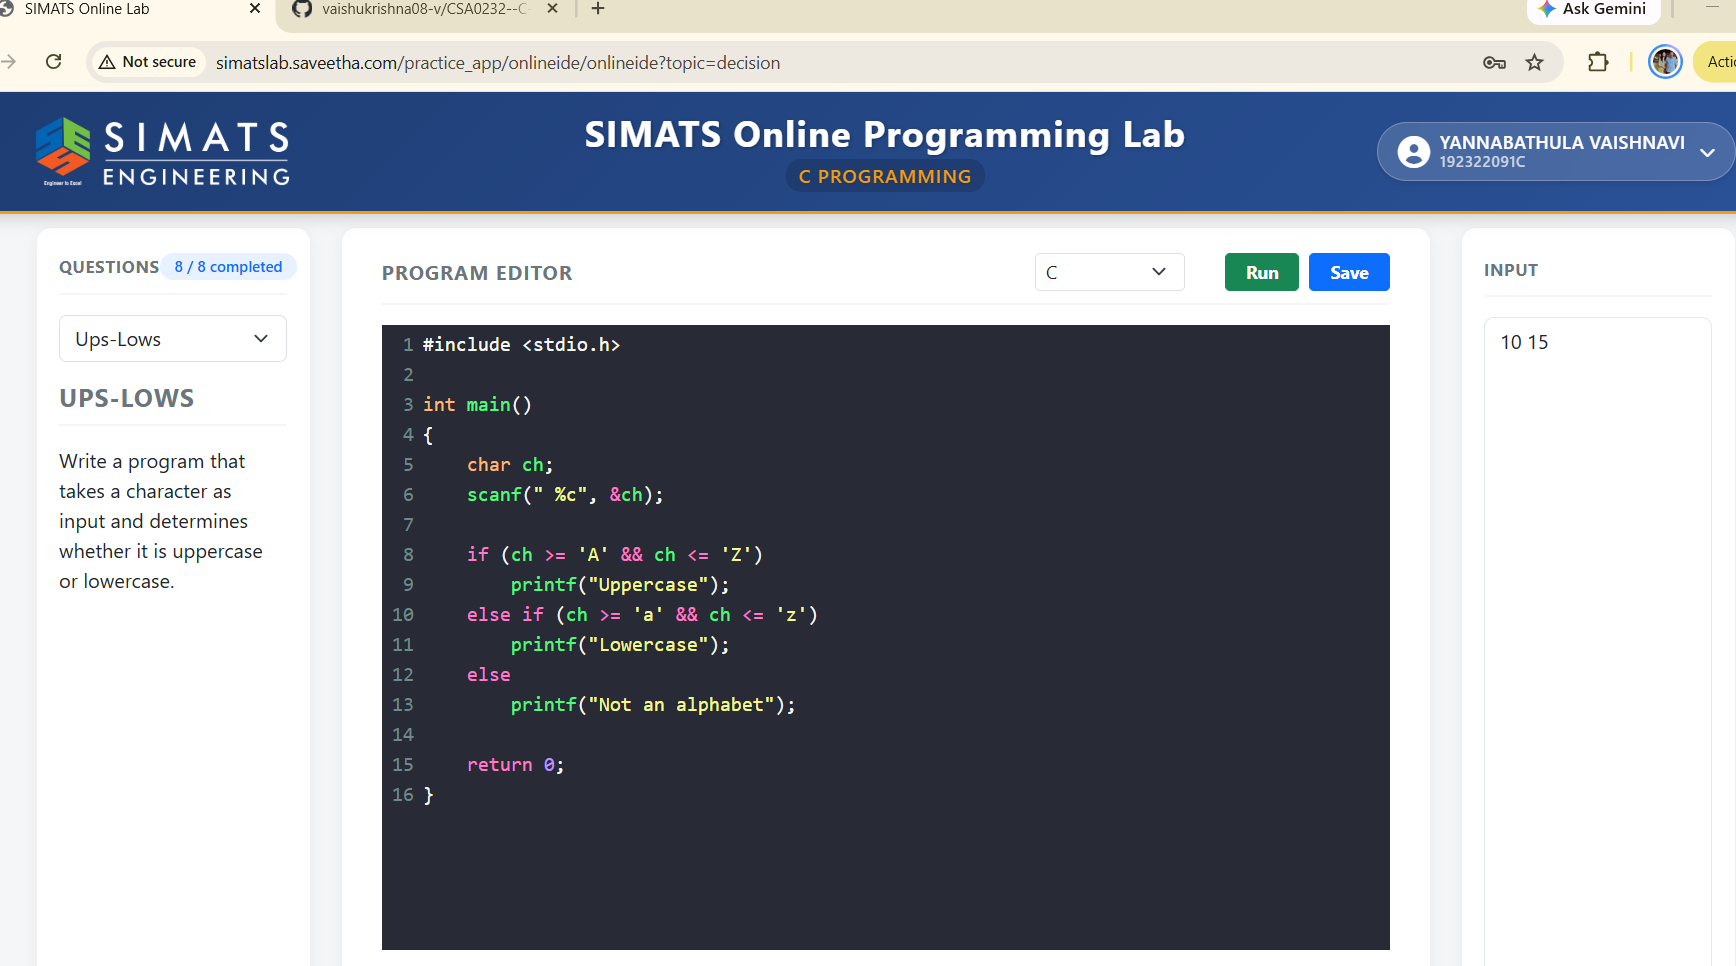 SIMATS Online Lab
vaishukrishna08-v/CSA0232--C-
Ask Gemini
Not secure
simatslab.saveetha.com/practice_app/onlineide/onlineide?topic=decision
Acti
SIMATS
ENGINEERING
Engineer to Excel
SIMATS Online Programming Lab
C PROGRAMMING
YANNABATHULA VAISHNAVI
192322091C
QUESTIONS 8 / 8 completed
Ups-Lows
UPS-LOWS
Write a program that
takes a character as
input and determines
whether it is uppercase
or lowercase.
PROGRAM EDITOR
C
Run
Save
1 #include <stdio.h>
2
3 int main()
4 {
5     char ch;
6     scanf(" %c", &ch);
7
8     if (ch >= 'A' && ch <= 'Z')
9         printf("Uppercase");
10     else if (ch >= 'a' && ch <= 'z')
11         printf("Lowercase");
12     else
13         printf("Not an alphabet");
14
15     return 0;
16 }
INPUT
10 15